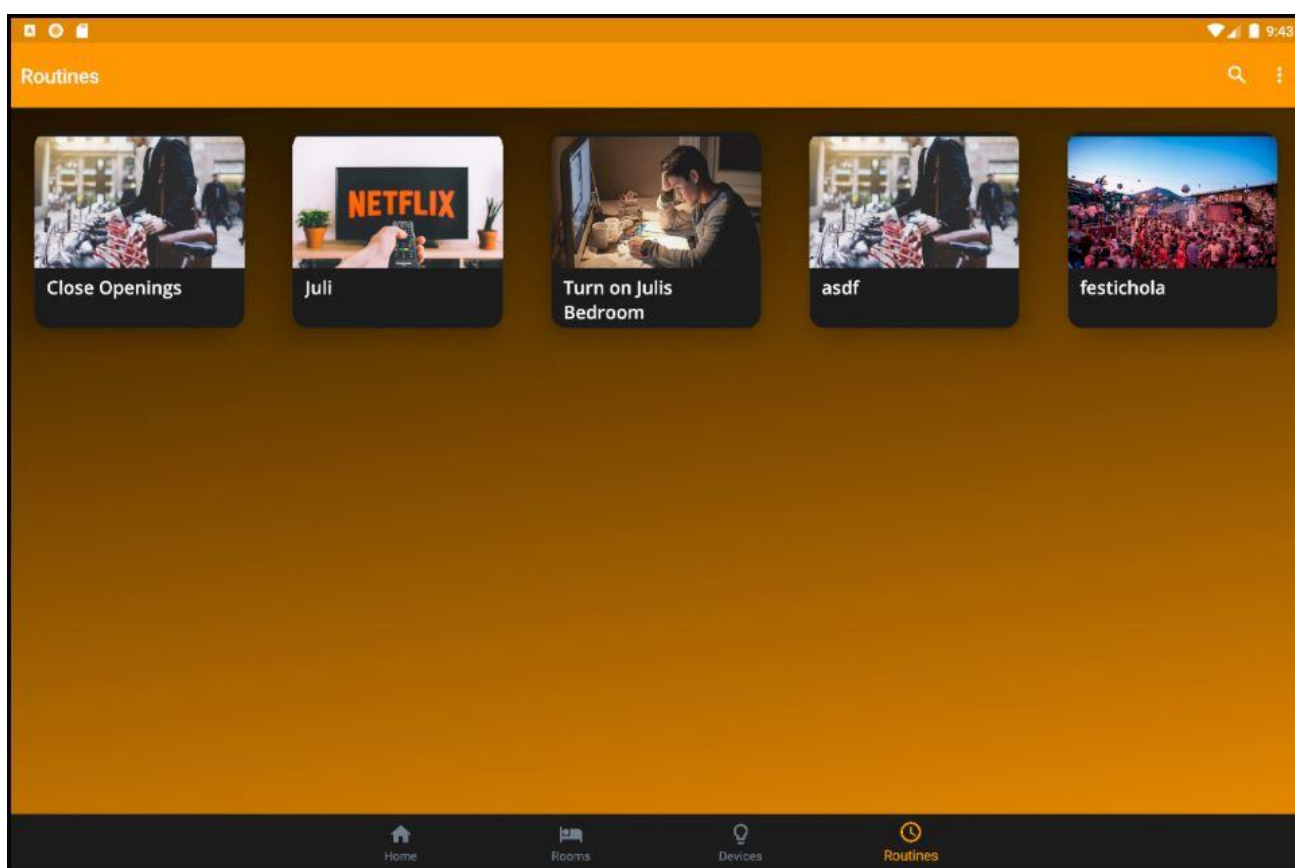 9:43
Routines
NETFLIX
Close Openings
Juli
Turn on Julis
Bedroom
asdf
festichola
Home
Rooms
Devices
Routines